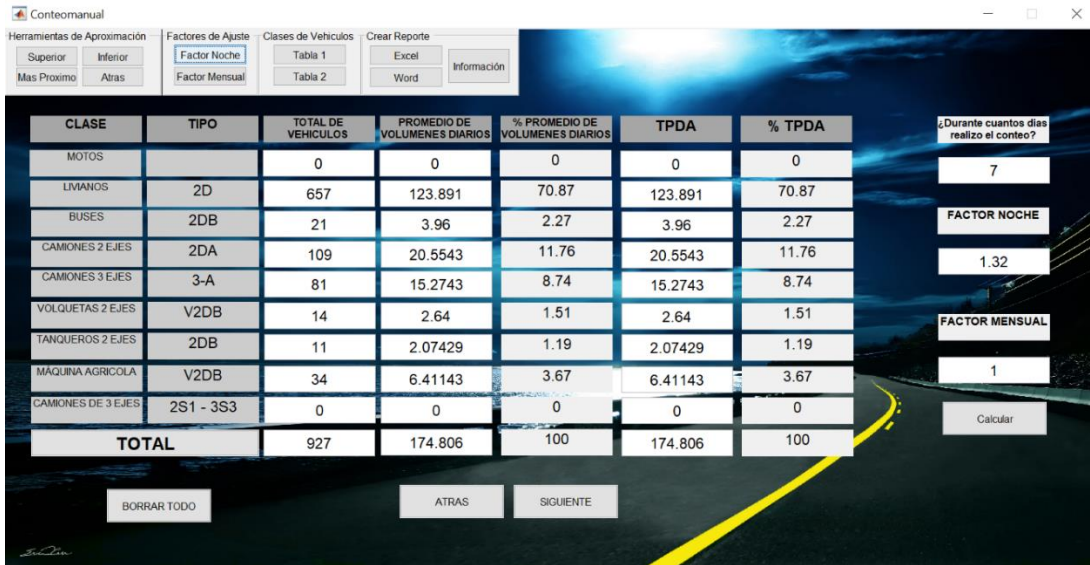 Conteomanual
Herramientas de Aproximación Factores de Ajuste Clases de Vehiculos Crear Reporte
Superior Inferior Factor Noche Tabla 1 Excel Información
Mas Proximo Atras Factor Mensual Tabla 2 Word
CLASE TIPO TOTAL DE VEHICULOS PROMEDIO DE VOLUMENES DIARIOS % PROMEDIO DE VOLUMENES DIARIOS TPDA % TPDA
MOTOS 0 0 0 0 0
LIVIANOS 2D 657 123.891 70.87 123.891 70.87
BUSES 2DB 21 3.96 2.27 3.96 2.27
CAMIONES 2 EJES 2DA 109 20.5543 11.76 20.5543 11.76
CAMIONES 3 EJES 3-A 81 15.2743 8.74 15.2743 8.74
VOLQUETAS 2 EJES V2DB 14 2.64 1.51 2.64 1.51
TANQUEROS 2 EJES 2DB 11 2.07429 1.19 2.07429 1.19
MÁQUINA AGRICOLA V2DB 34 6.41143 3.67 6.41143 3.67
CAMIONES DE 3 EJES 2S1 - 3S3 0 0 0 0 0
TOTAL 927 174.806 100 174.806 100
¿Durante cuantos dias
realizo el conteo?
7
FACTOR NOCHE
1.32
FACTOR MENSUAL
1
Calcular
BORRAR TODO ATRAS SIGUIENTE